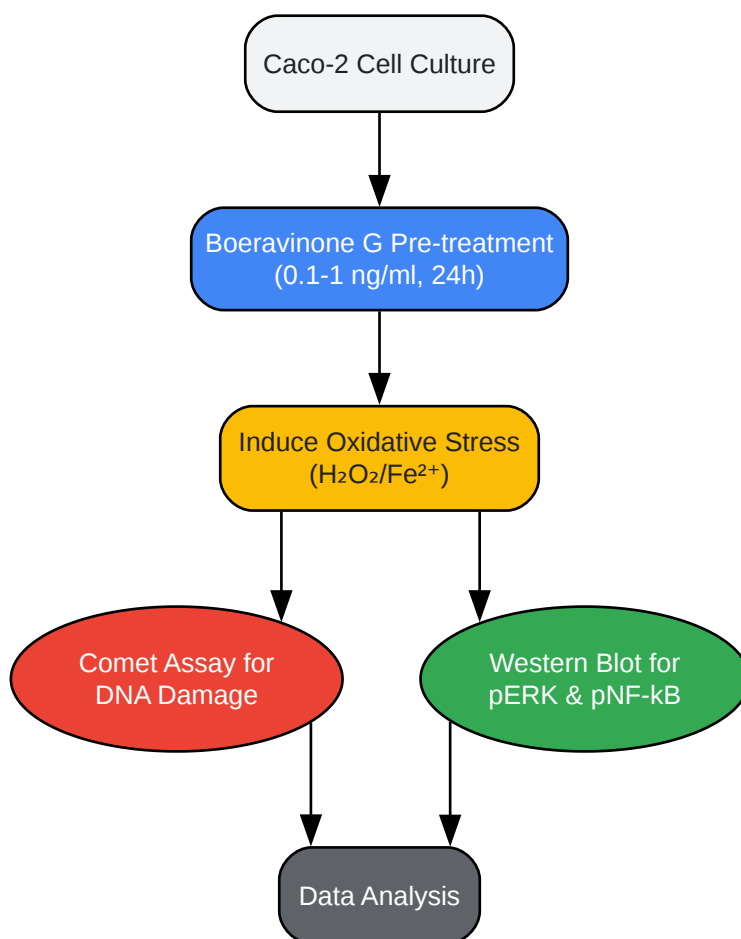 Caco-2 Cell Culture
Boeravinone G Pre-treatment
(0.1-1 ng/ml, 24h)
Induce Oxidative Stress
(H₂O₂/Fe²⁺)
Comet Assay for
DNA Damage
Western Blot for
pERK & pNF-kB
Data Analysis